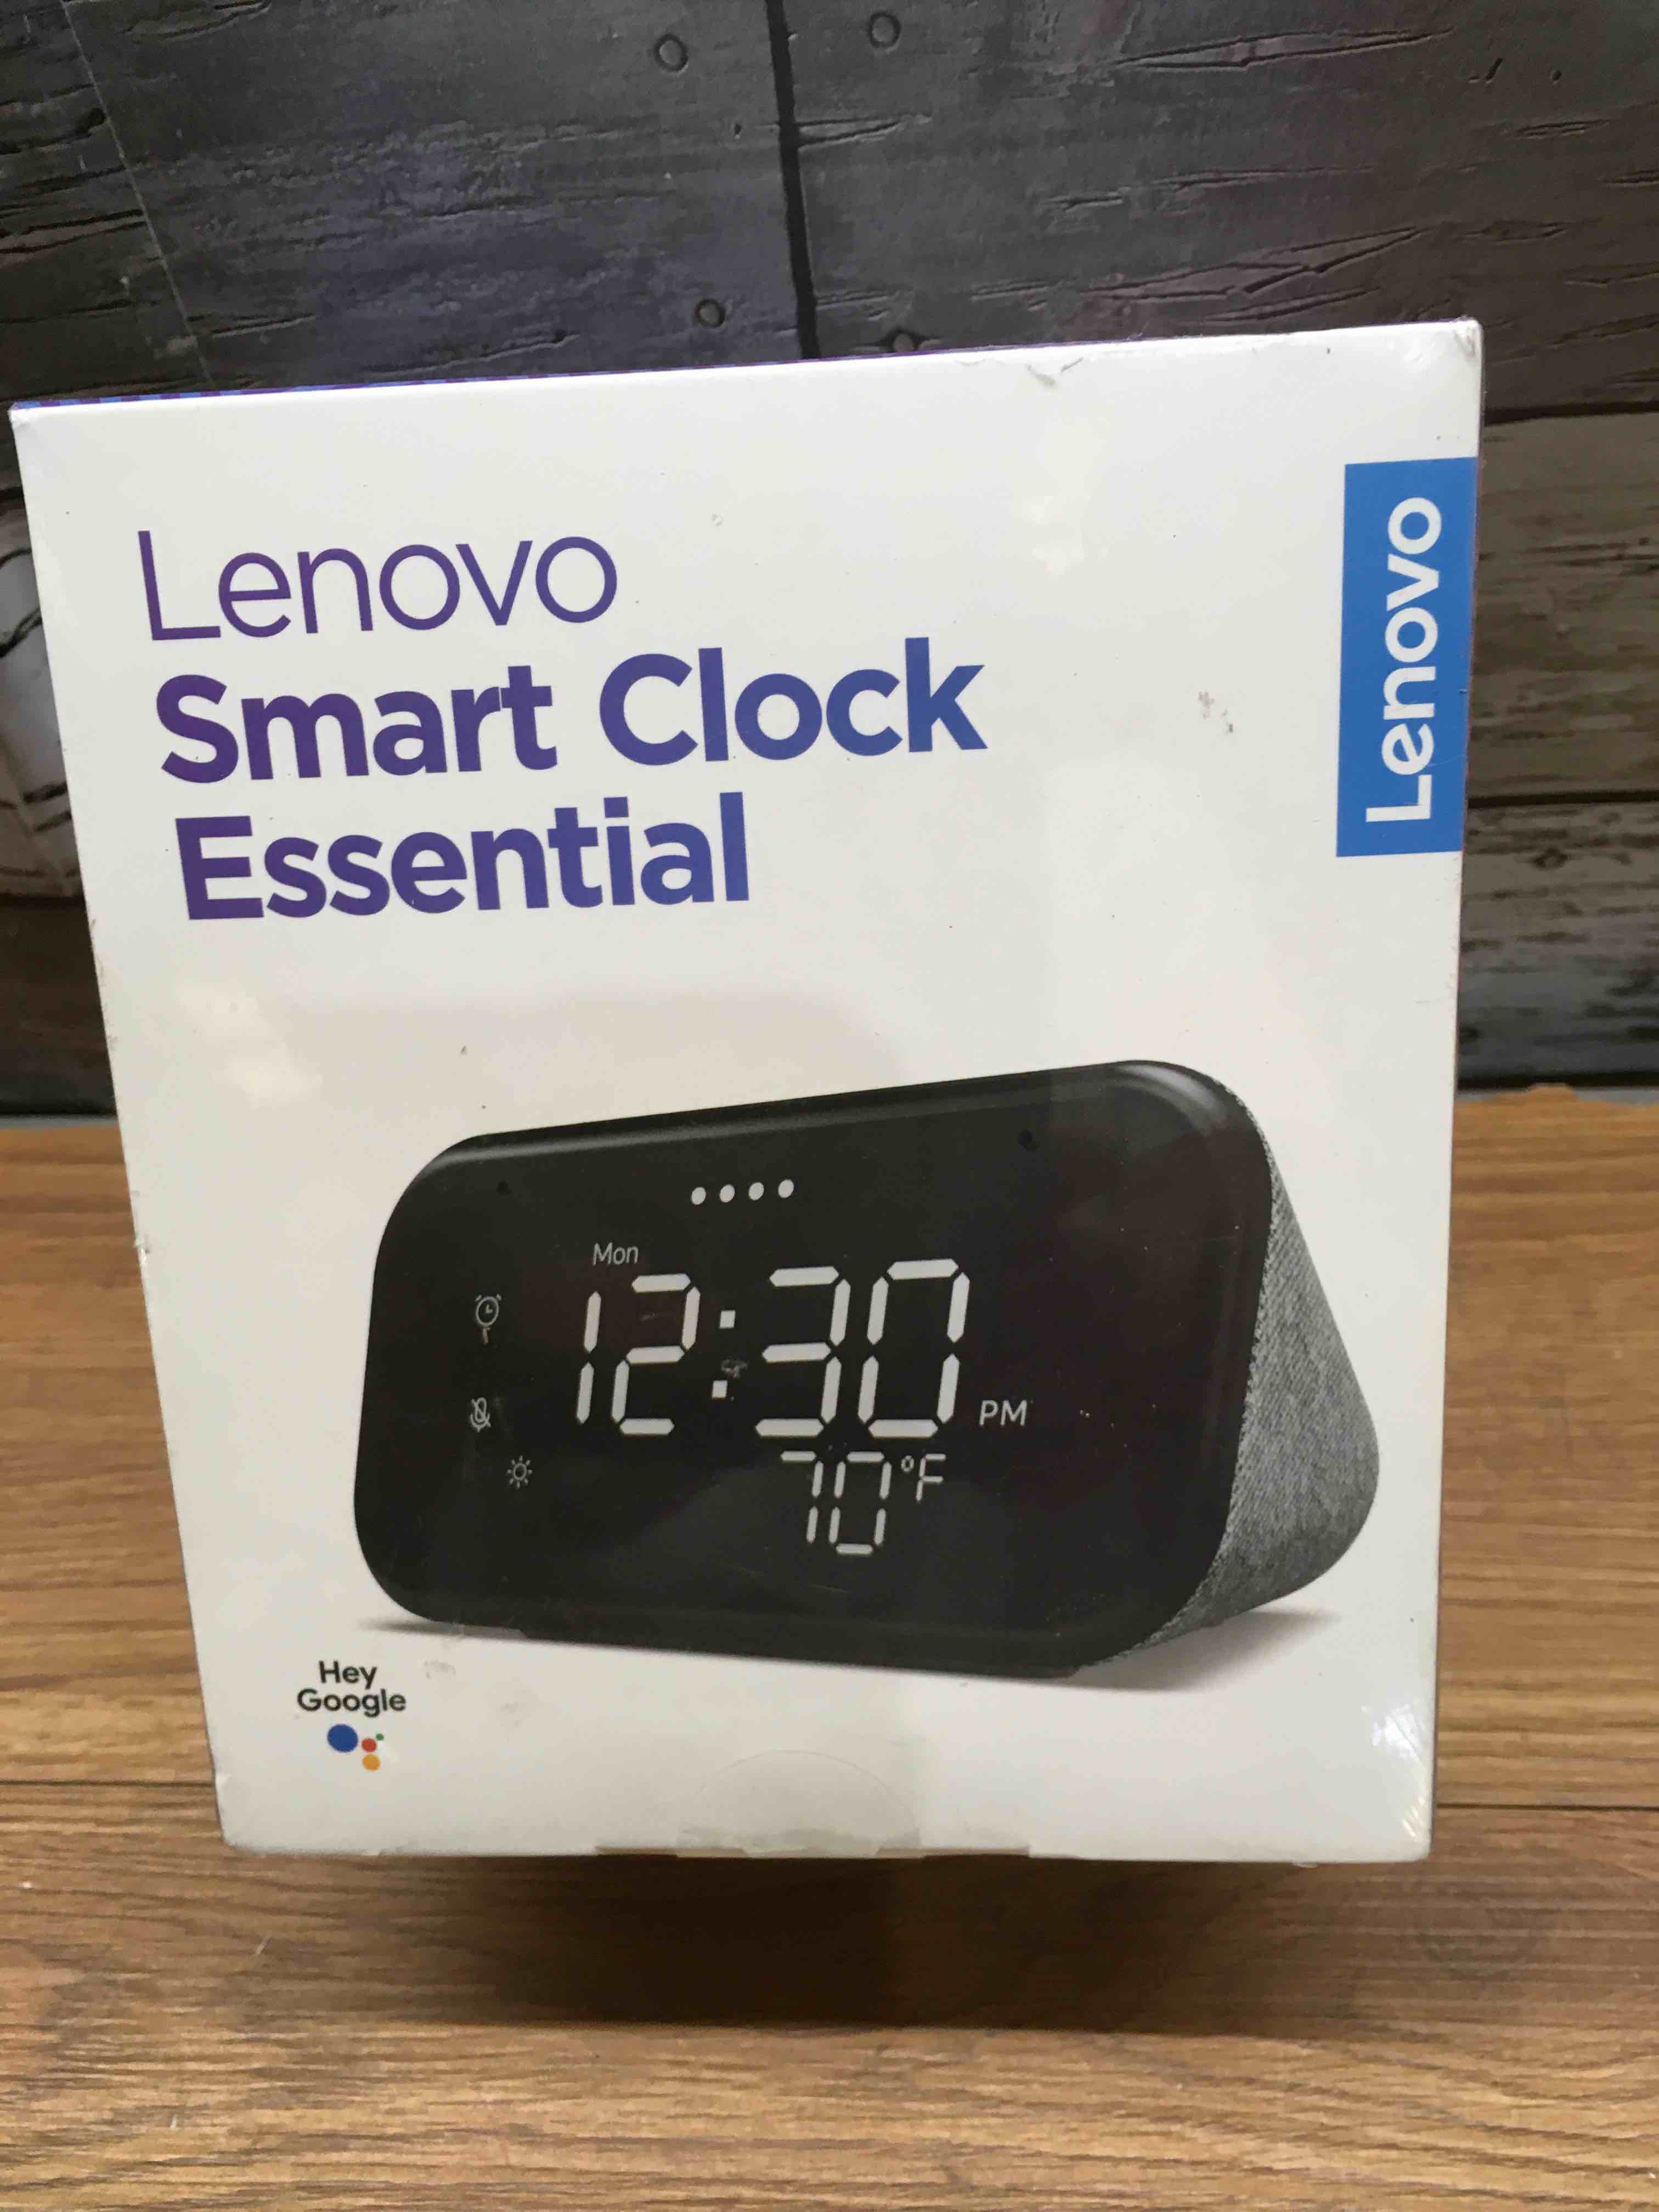 Lenovo
Smart Clock
Essential
Lenovo
Mon
12:30
PM
70°F
Hey
Google